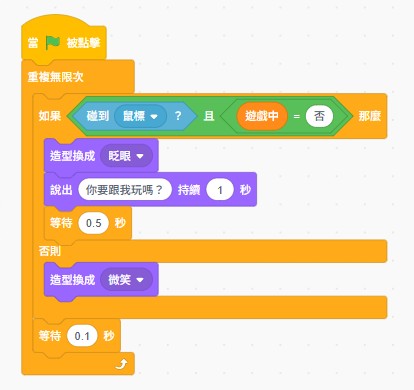 當 被點擊
重複無限次
如果 碰到 鼠標 ? 且 遊戲中 = 否 那麼
造型換成 眨眼
說出 你要跟我玩嗎？ 持續 1 秒
等待 0.5 秒
否則
造型換成 微笑
等待 0.1 秒